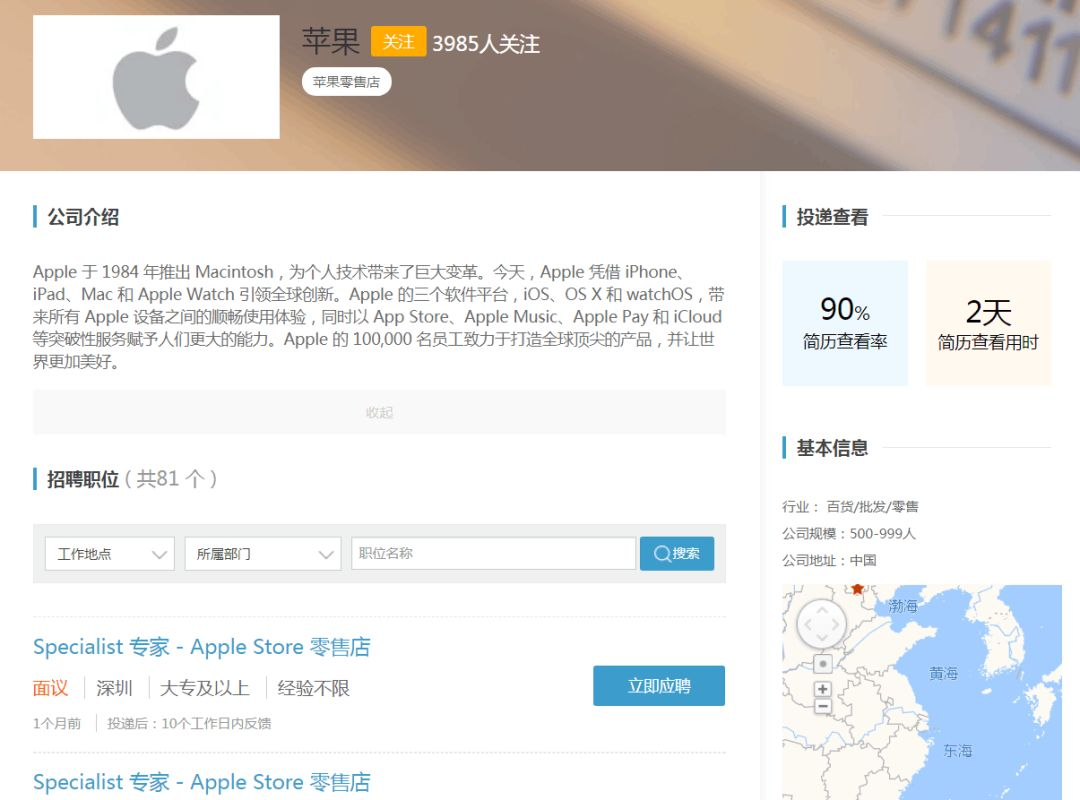 苹果 关注 3985人关注
苹果零售店
1411
公司介绍
Apple 于 1984 年推出 Macintosh，为个人技术带来了巨大变革。今天，Apple 凭借 iPhone、
iPad、Mac 和 Apple Watch 引领全球创新。Apple 的三个软件平台，iOS、OS X 和 watchOS，带
来所有 Apple 设备之间的顺畅使用体验，同时以 App Store、Apple Music、Apple Pay 和 iCloud
等突破性服务赋予人们更大的能力。Apple 的 100,000 名员工致力于打造全球顶尖的产品，并让世
界更加美好。
收起
招聘职位（共81 个）
工作地点 所属部门 职位名称 搜索
Specialist 专家 - Apple Store 零售店
面议 深圳 大专及以上 经验不限
立即应聘
1个月前 投递后：10个工作日内反馈
Specialist 专家 - Apple Store 零售店
投递查看
90%
简历查看率
2天
简历查看用时
基本信息
行业： 百货/批发/零售
公司规模：500-999人
公司地址：中国
渤海
黄海
东海